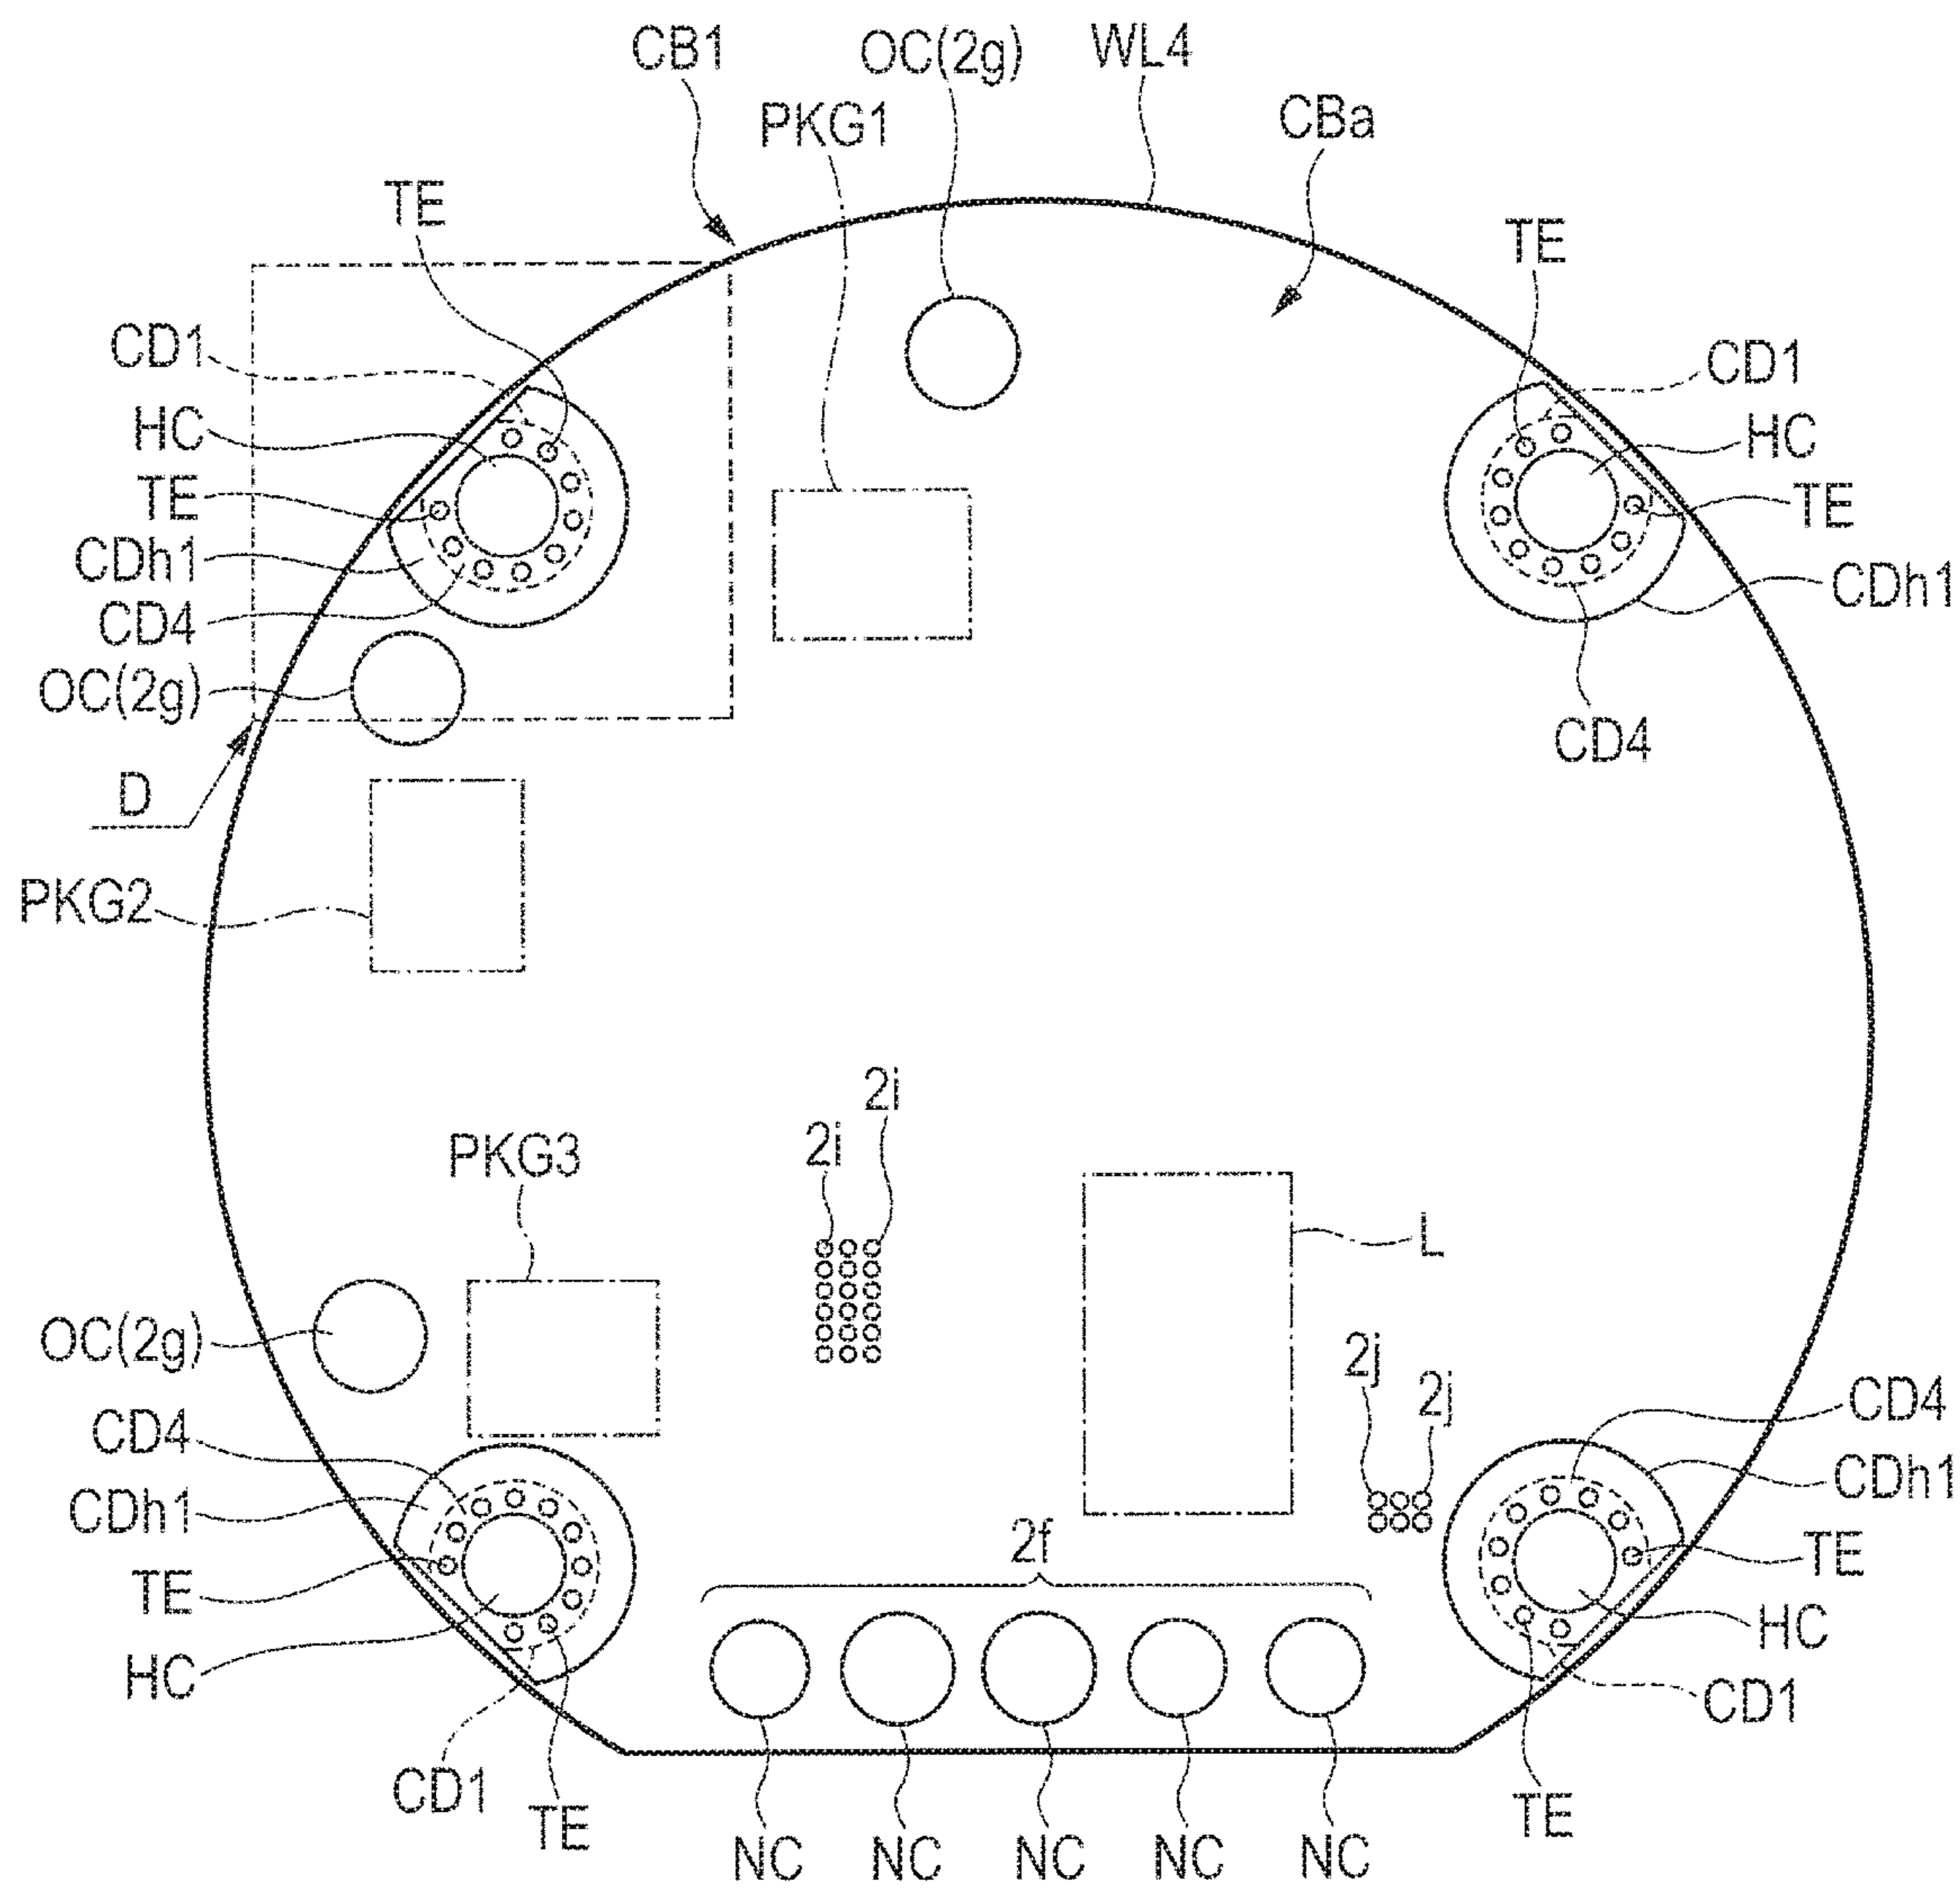 CB1
OC(2g)
WL4
PKG1
CBa
TE
TE
CD1
CD1
HC
HC
TE
TE
CDh1
CDh1
CD4
OC(2g)
CD4
D
PKG2
2i
2i
PKG3
L
OC(2g)
2j
2j
CD4
CD4
CDh1
CDh1
2f
TE
TE
HC
HC
CD1
CD1
TE
TE
NC NC NC NC NC